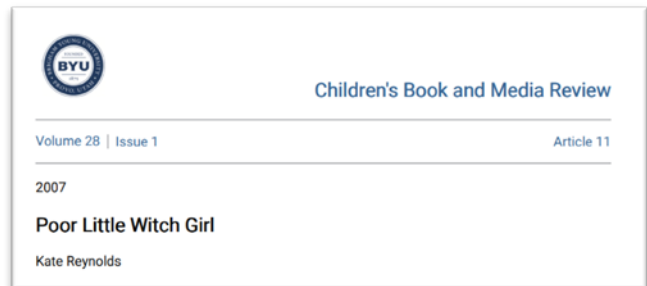 BYU
Children's Book and Media Review
Volume 28 | Issue 1
Article 11
2007
Poor Little Witch Girl
Kate Reynolds